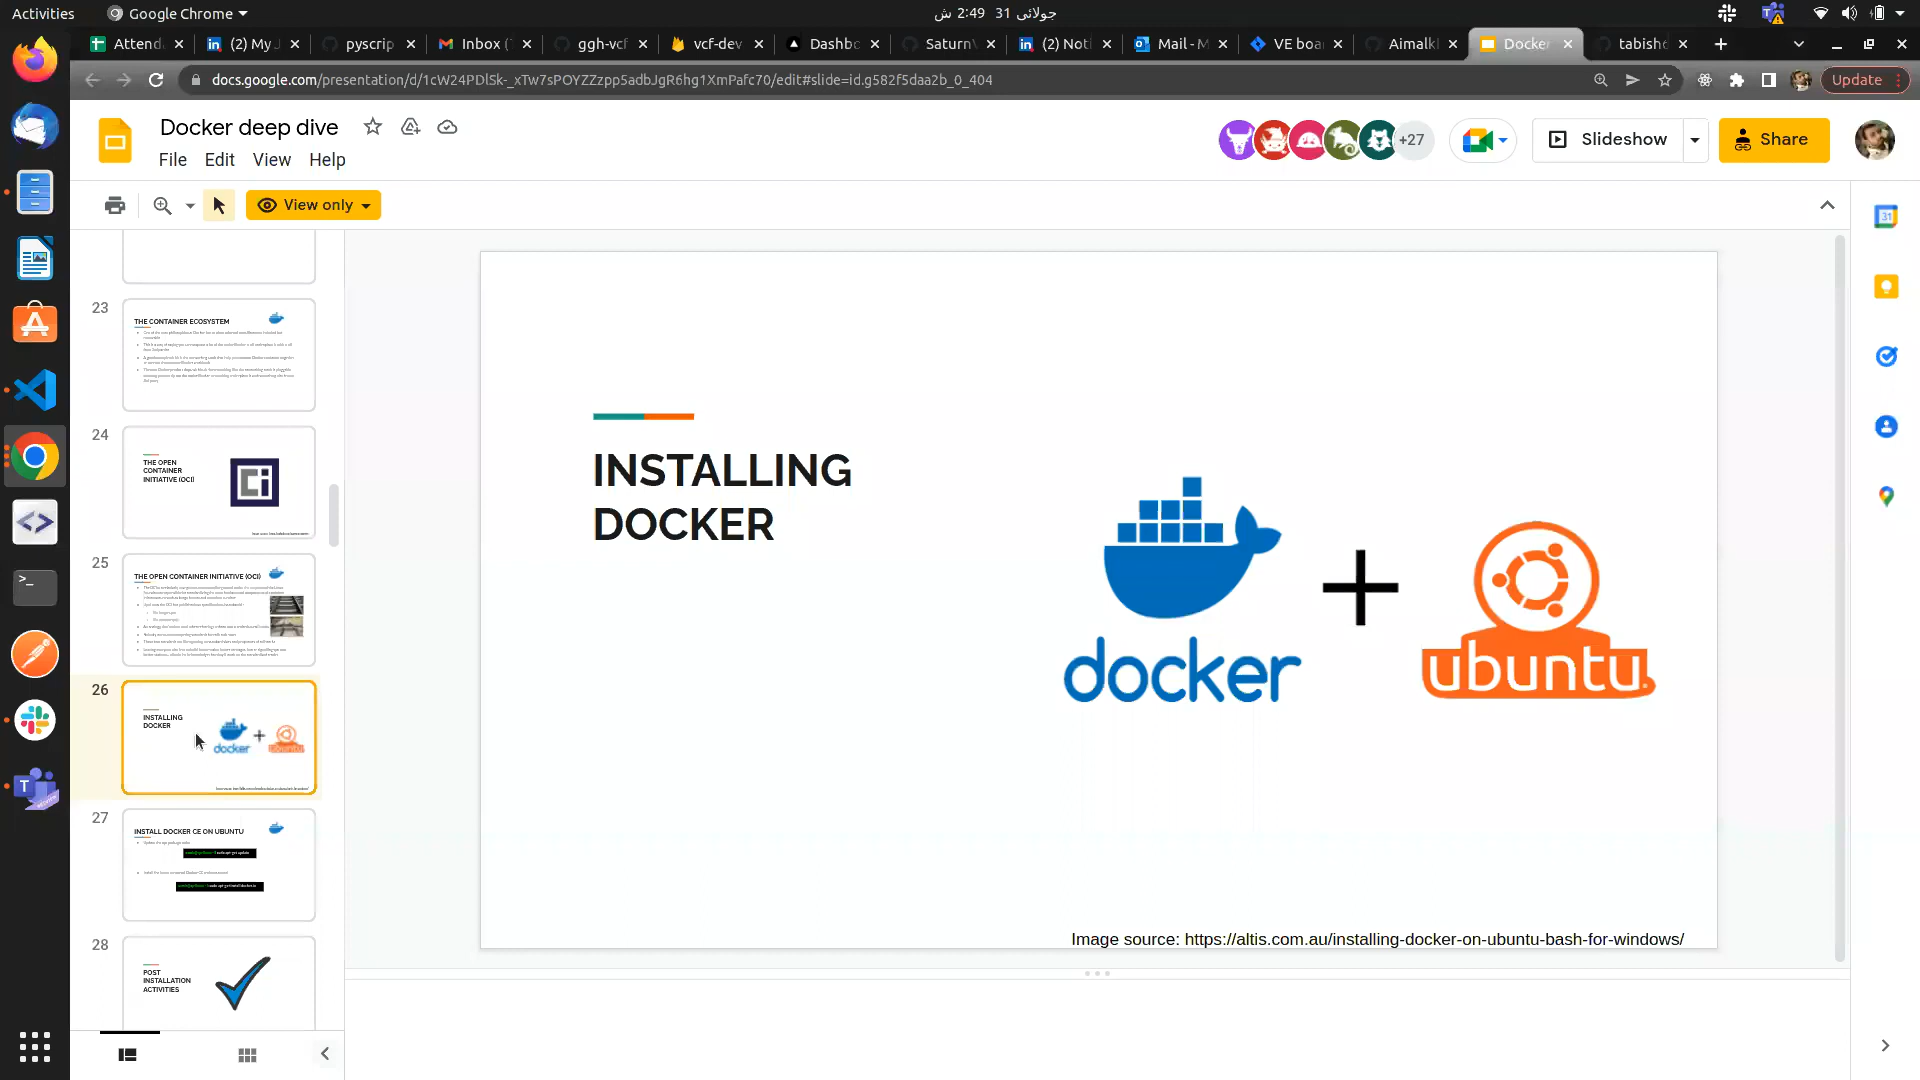 Activities
Google Chrome
جولائی 31  2:49 ش
Attend
(2) My J
pyscrip
Inbox (
ggh-vcf
vcf-dev
Dashbo
Saturn
(2) Not
Mail - M
VE boa
Aimalk
Docker
tabish
docs.google.com/presentation/d/1cW24PDlSk-_xTw7sPOYZZzpp5adbJgR6hg1XmPafc70/edit#slide=id.g582f5daa2b_0_404
Update
Docker deep dive
File Edit View Help
+27
Slideshow
Share
View only
23
THE CONTAINER ECOSYSTEM
24
THE OPEN
CONTAINER
INITIATIVE (OCI)
25
THE OPEN CONTAINER INITIATIVE (OCI)
26
INSTALLING
DOCKER
docker
ubuntu
27
INSTALL DOCKER CE ON UBUNTU
28
POST
INSTALLATION
ACTIVITIES
INSTALLING
DOCKER
docker
ubuntu
Image source: https://altis.com.au/installing-docker-on-ubuntu-bash-for-windows/